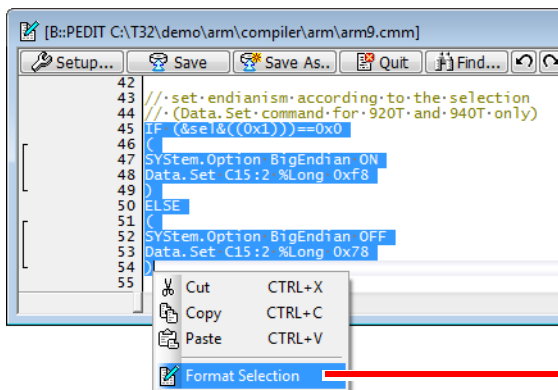 [B::PEDIT C:\T32\demo\arm\compiler\arm\arm9.cmm]
Setup... Save Save As.. Quit Find...
42
43 //·set·endianism·according·to·the·selection
44 //·(Data.Set·command·for·920T·and·940T·only)
45 IF·(&sel&((0x1)))==0x0
46 (
47 SYStem.Option·BigEndian·ON
48 Data.Set·C15:2·%Long·0xf8
49 )
50 ELSE
51 (
52 SYStem.Option·BigEndian·OFF
53 Data.Set·C15:2·%Long·0x78
54 )
55
Cut CTRL+X
Copy CTRL+C
Paste CTRL+V
Format Selection